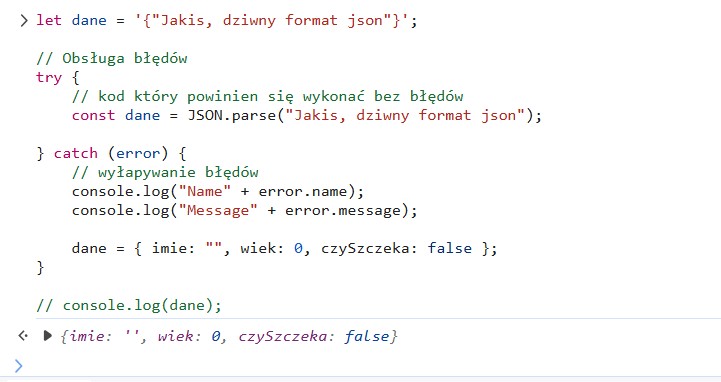 let dane = '{"Jakis, dziwny format json"}';
// Obsługa błędów
try {
// kod który powinien się wykonać bez błędów
const dane = JSON.parse("Jakis, dziwny format json");
} catch (error) {
// wyłapywanie błędów
console.log("Name" + error.name);
console.log("Message" + error.message);
dane = { imie: "", wiek: 0, czySzczeka: false };
}
// console.log(dane);
{imie: '', wiek: 0, czySzczeka: false}